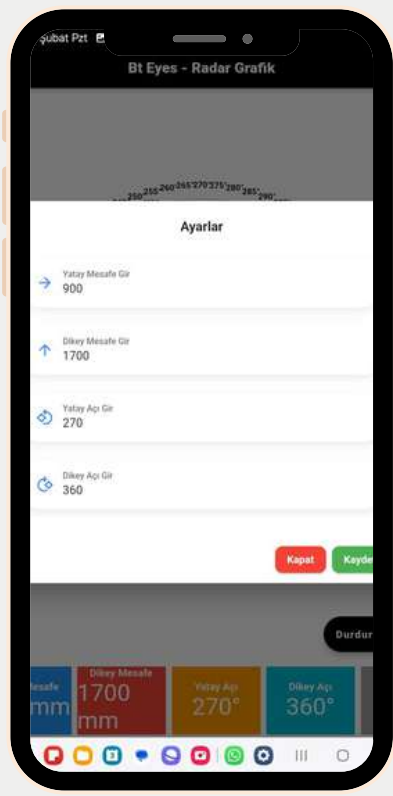 Şubat Pzt
Bt Eyes - Radar Grafik
250° 255° 260° 265° 270° 275° 280° 285° 290°
Ayarlar
Yatay Mesafe Gir
900
Dikey Mesafe Gir
1700
Yatay Açı Gir
270
Dikey Açı Gir
360
Kapat
Kayde
Durdur
Mesafe
mm
Dikey Mesafe
1700
mm
Yatay Açı
270°
Dikey Açı
360°